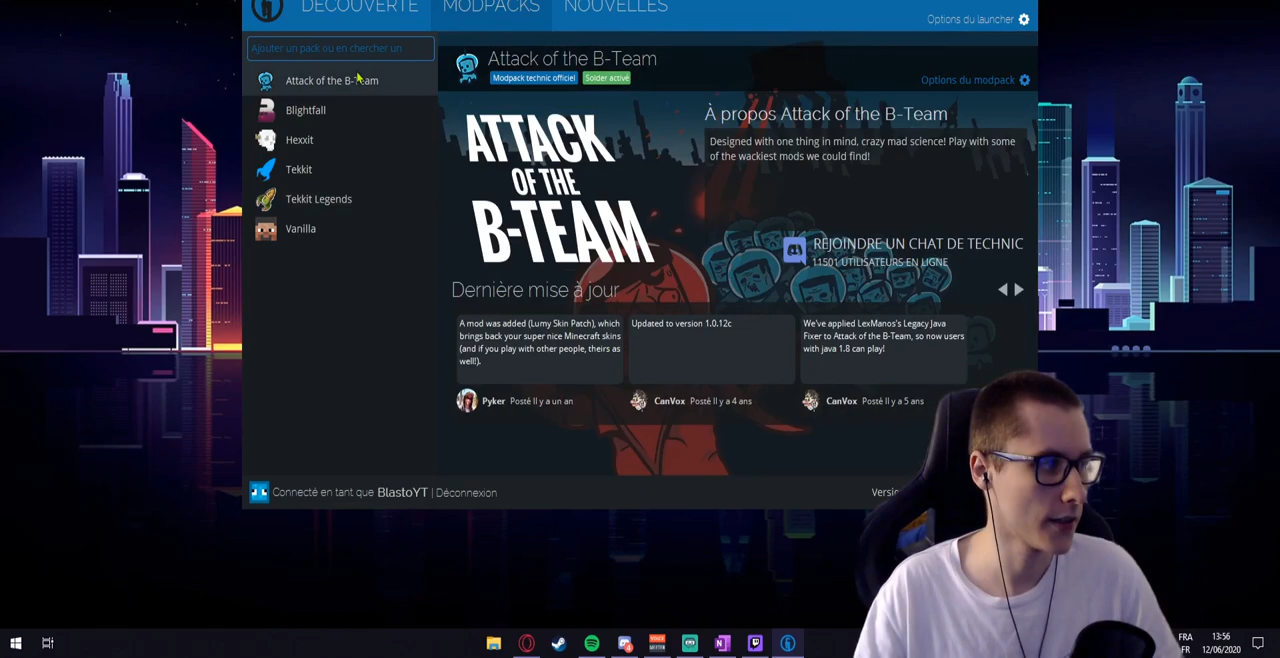 DÉCOUVERTE MODPACKS NOUVELLES
Options du launcher
Ajouter un pack ou en chercher un
Attack of the B-Team
Blightfall
Hexxit
Tekkit
Tekkit Legends
Vanilla
Attack of the B-Team
Modpack technic officiel Solder activé
Options du modpack
ATTACK
OF THE
B-TEAM
À propos Attack of the B-Team
Designed with one thing in mind, crazy mad science! Play with some
of the wackiest mods we could find!
REJOINDRE UN CHAT DE TECHNIC
11501 UTILISATEURS EN LIGNE
Dernière mise à jour
A mod was added (Lumy Skin Patch), which
brings back your super nice Minecraft skins
(and if you play with other people, theirs as
well!).
Pyker Posté Il y a un an
Updated to version 1.0.12c
CanVox Posté Il y a 4 ans
We've applied LexManos's Legacy Java
Fixer to Attack of the B-Team, so now users
with java 1.8 can play!
CanVox Posté Il y a 5 ans
Connecté en tant que BlastoYT | Déconnexion
FRA
FR
13:56
12/06/2020